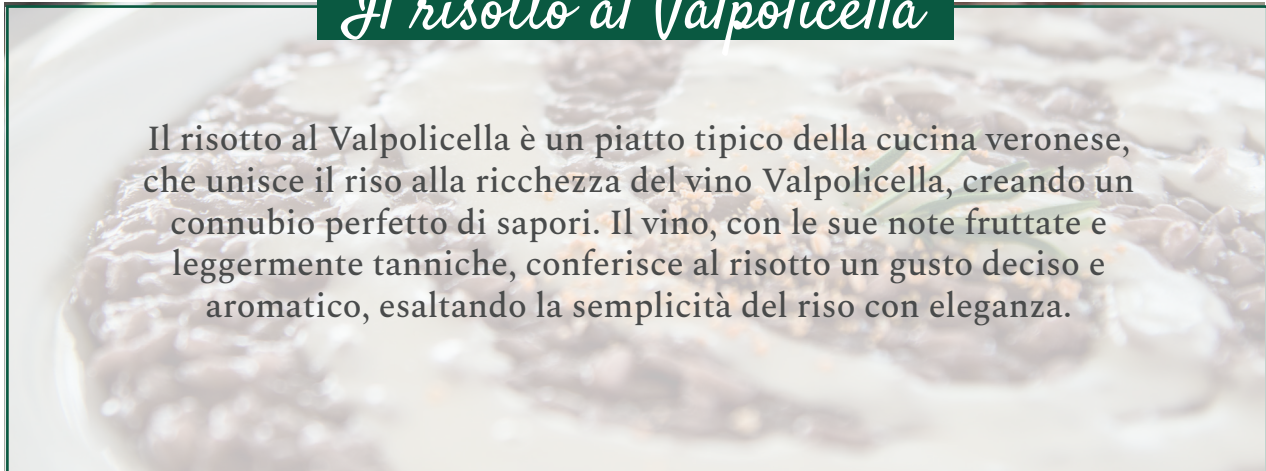 Il risotto al Valpolicella
Il risotto al Valpolicella è un piatto tipico della cucina veronese,
che unisce il riso alla ricchezza del vino Valpolicella, creando un
connubio perfetto di sapori. Il vino, con le sue note fruttate e
leggermente tanniche, conferisce al risotto un gusto deciso e
aromatico, esaltando la semplicità del riso con eleganza.